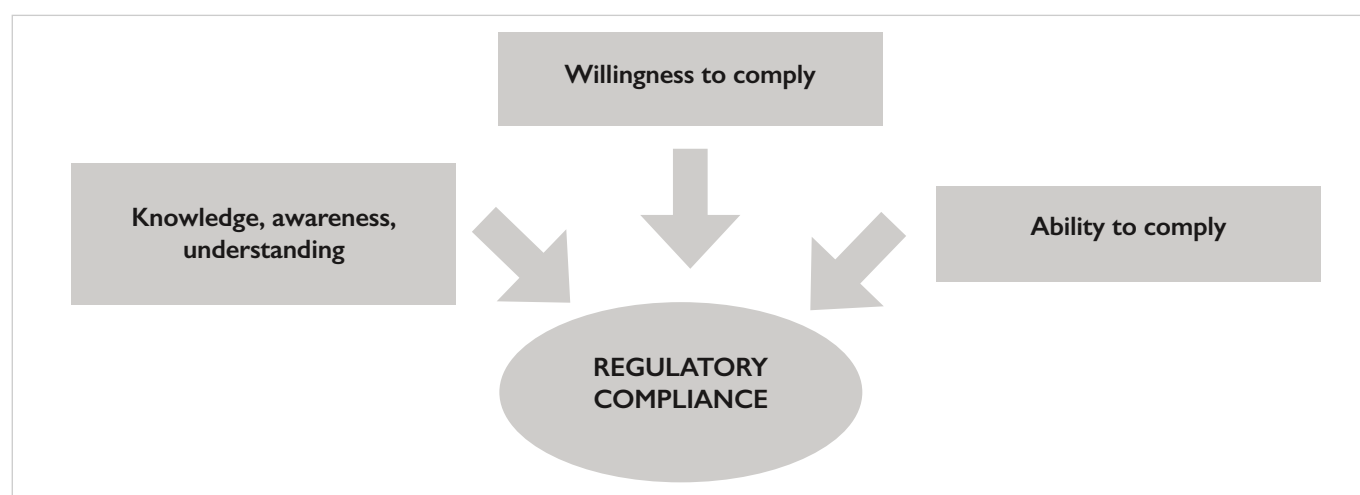 Willingness to comply
Knowledge, awareness,
understanding
Ability to comply
REGULATORY
COMPLIANCE